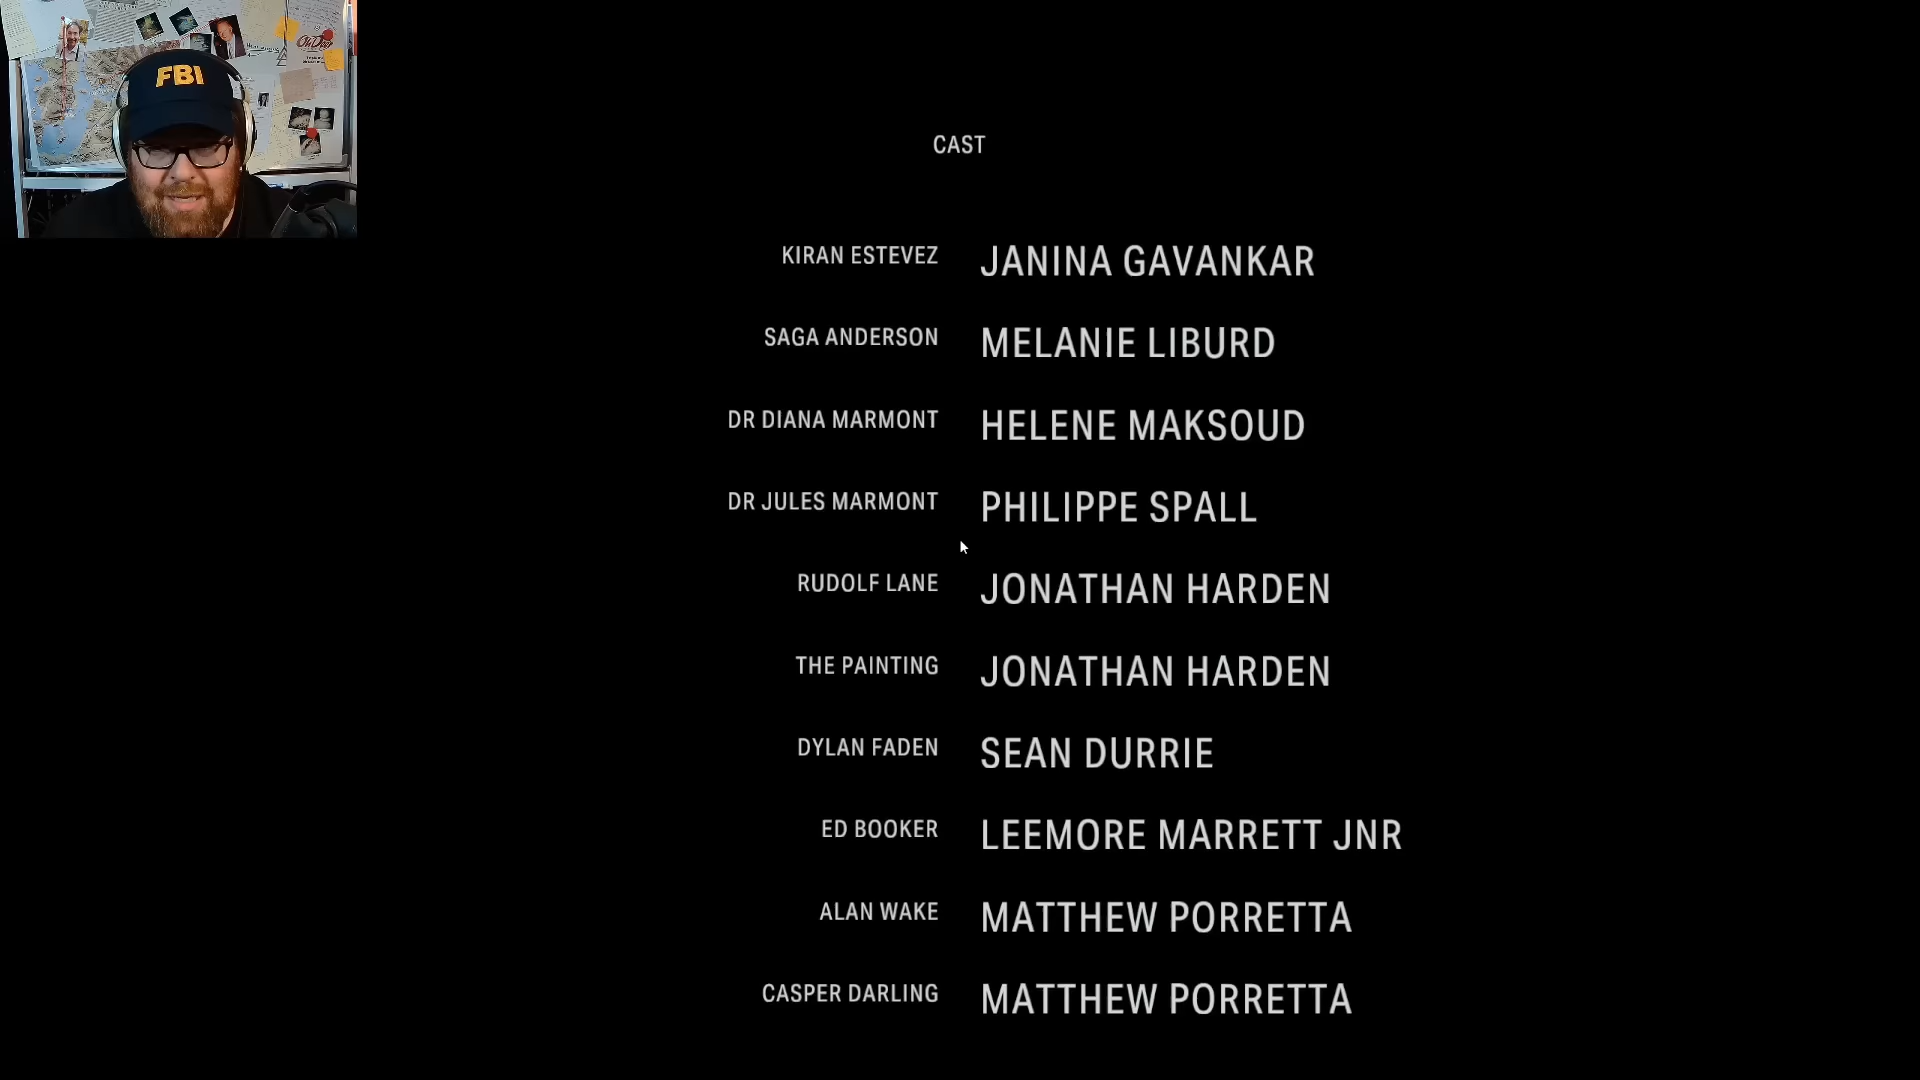 FBI
CAST
KIRAN ESTEVEZ JANINA GAVANKAR
SAGA ANDERSON MELANIE LIBURD
DR DIANA MARMONT HELENE MAKSOUD
DR JULES MARMONT PHILIPPE SPALL
RUDOLF LANE JONATHAN HARDEN
THE PAINTING JONATHAN HARDEN
DYLAN FADEN SEAN DURRIE
ED BOOKER LEEMORE MARRETT JNR
ALAN WAKE MATTHEW PORRETTA
CASPER DARLING MATTHEW PORRETTA